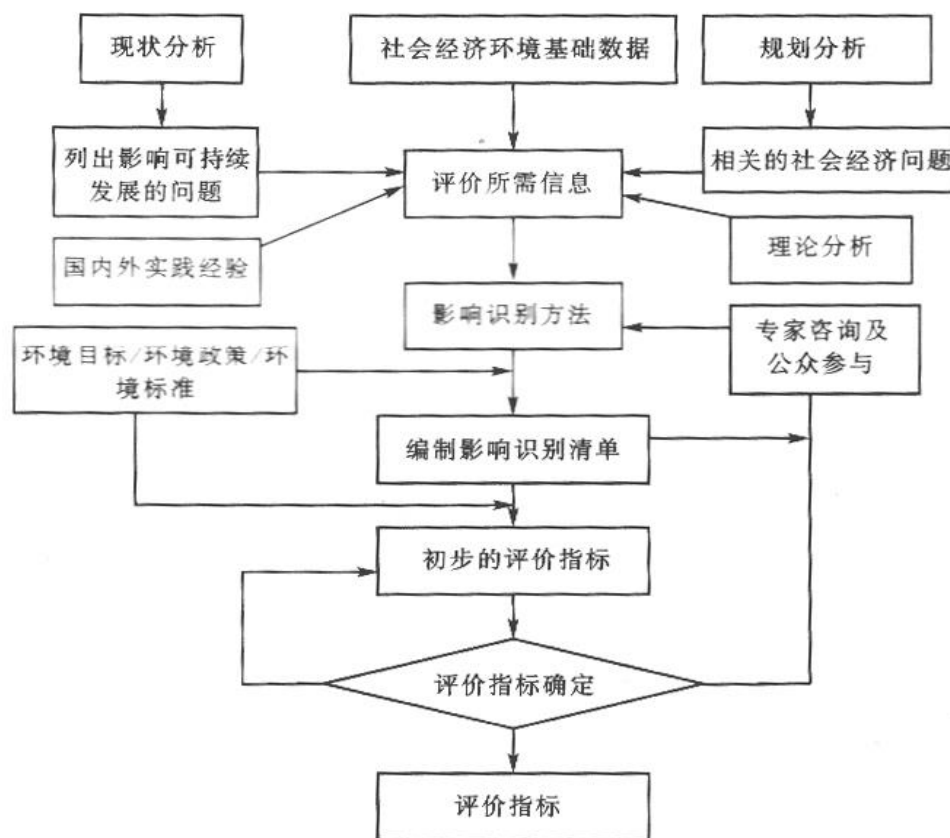 现状分析
社会经济环境基础数据
规划分析
列出影响可持续
发展的问题
评价所需信息
相关的社会经济问题
国内外实践经验
理论分析
影响识别方法
专家咨询及
公众参与
环境目标/环境政策/环
境标准
编制影响识别清单
初步的评价指标
评价指标确定
评价指标